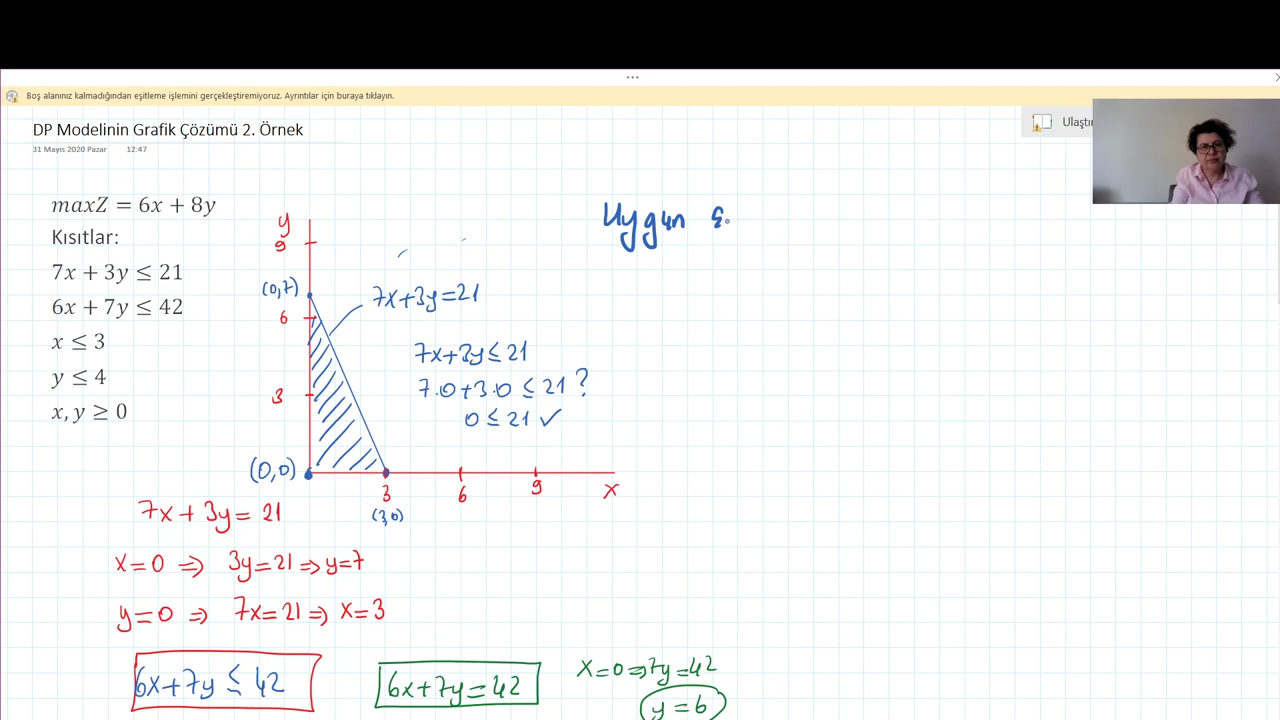 Boş alanınız kalmadığından eşitleme işlemini gerçekleştiremiyoruz. Ayrıntılar için buraya tıklayın.
DP Modelinin Grafik Çözümü 2. Örnek
31 Mayıs 2020 Pazar 12:47
Ulaştır
maxZ = 6x + 8y
Kısıtlar:
7x + 3y ≤ 21
6x + 7y ≤ 42
x ≤ 3
y ≤ 4
x, y ≥ 0
Uygun
y
9
(0,7)
6
3
(0,0)
3
6
9
x
(3,0)
7x+3y=21
7x+3y≤21
7.0+3.0 ≤ 21 ?
0 ≤ 21 ✓
7x + 3y = 21
x=0 ⇒ 3y=21 ⇒ y=7
y=0 ⇒ 7x=21 ⇒ x=3
6x+7y ≤ 42
6x+7y=42
x=0⇒7y=42
y=6